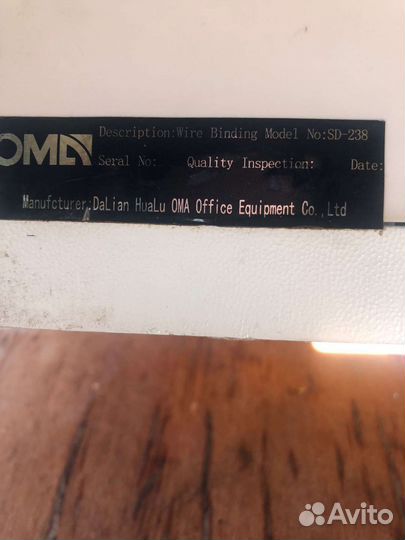 OMA Description:Wire Binding Model No:SD-238
Seral No: Quality Inspection: Date:
Manufcturer:DaLian HuaLu OMA Office Equipment Co.,Ltd
Avito